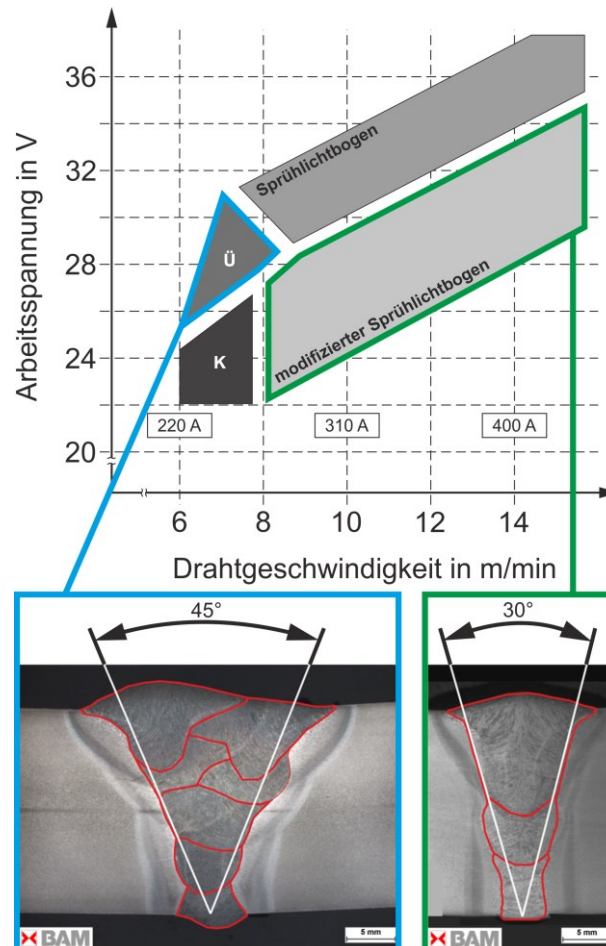 Arbeitsspannung in V
36
32
28
24
20
Sprühlichtbogen
Ü
K
modifizierter Sprühlichtbogen
220 A
310 A
400 A
6
8
10
12
14
Drahtgeschwindigkeit in m/min
45°
30°
BAM
5 mm
BAM
5 mm